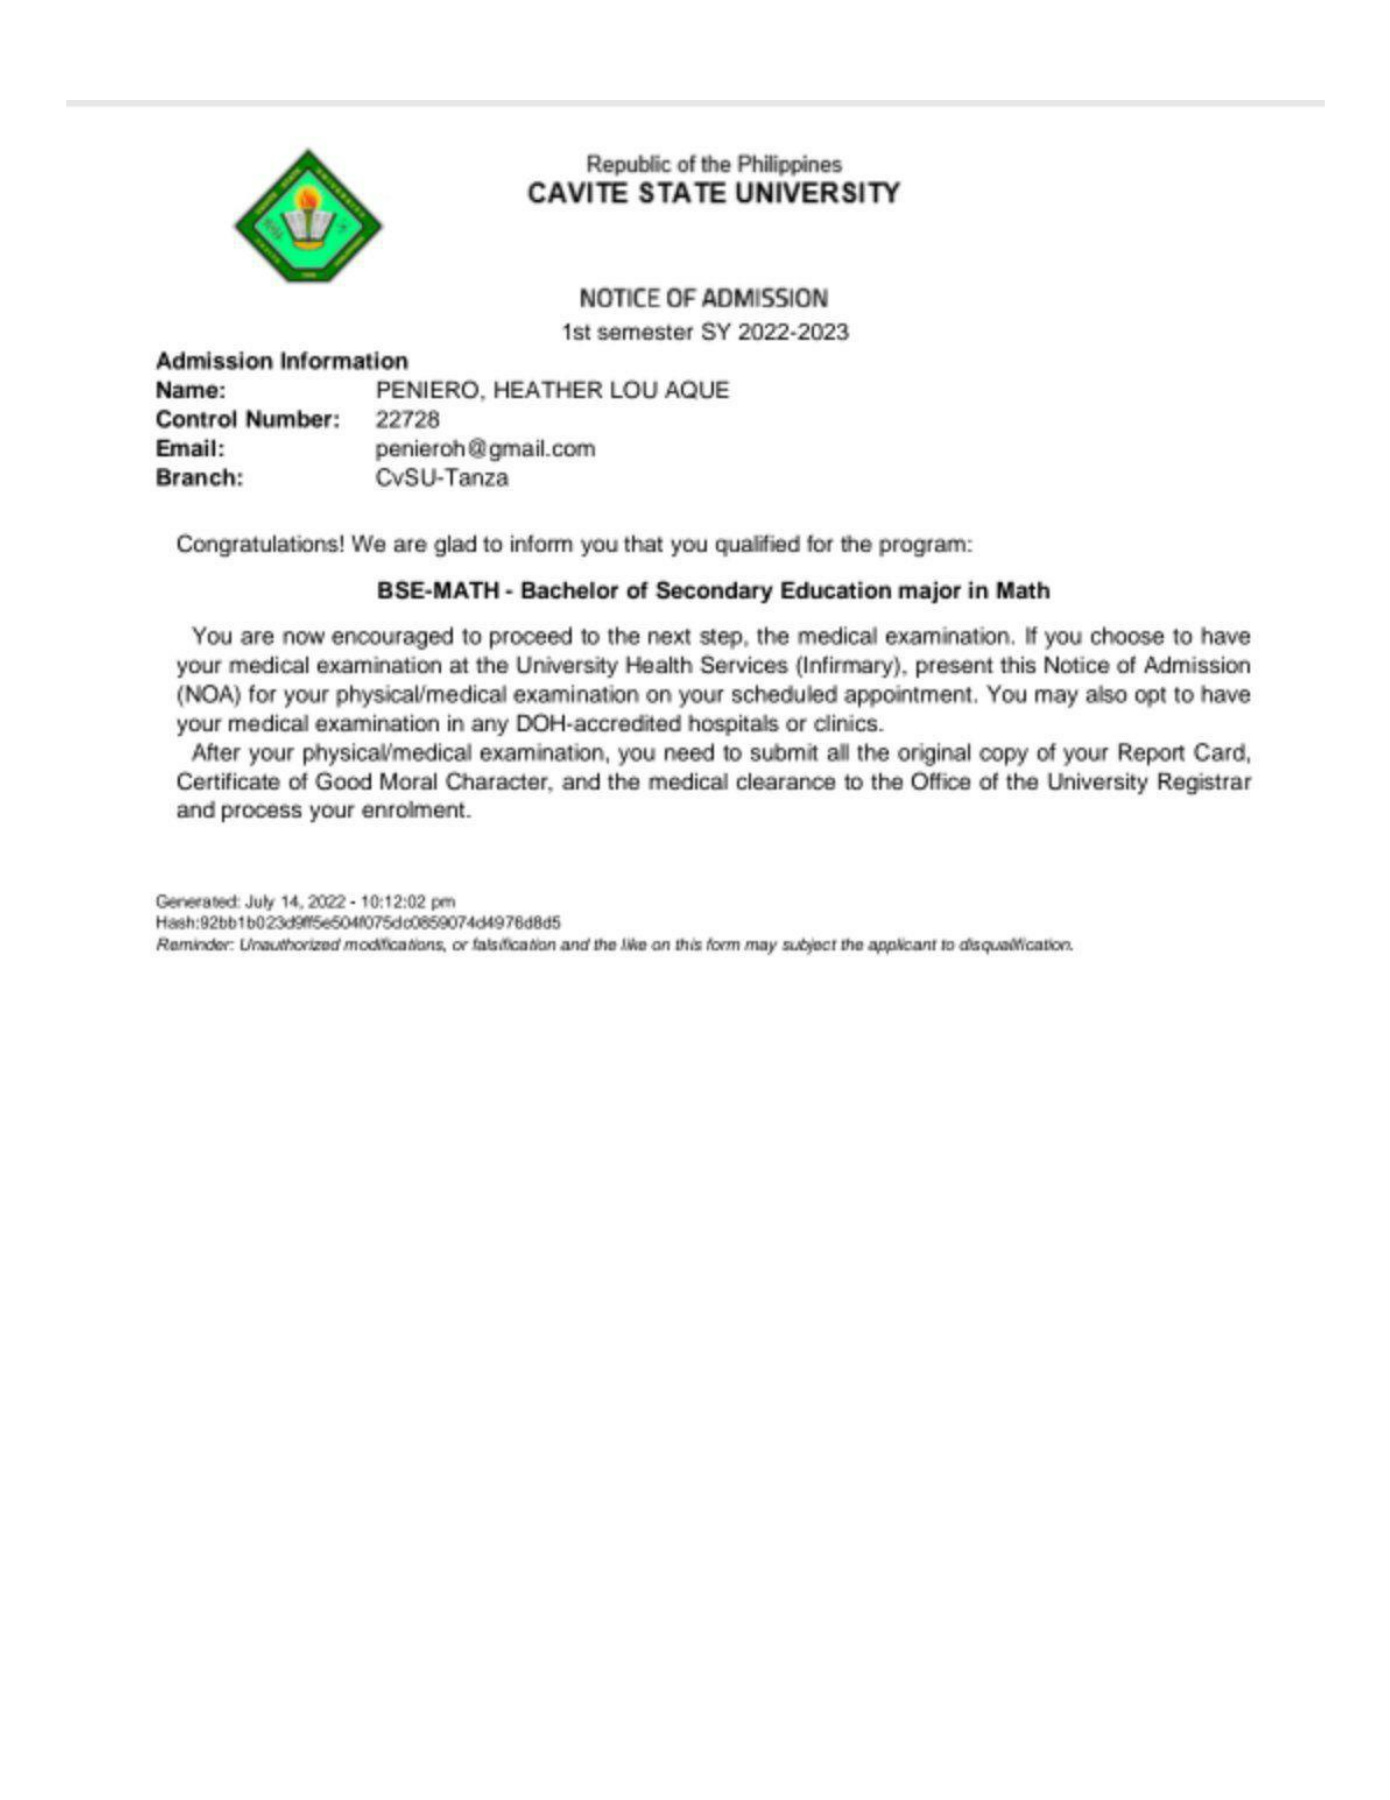 Republic of the Philippines
CAVITE STATE UNIVERSITY
NOTICE OF ADMISSION
1st semester SY 2022-2023
Admission Information
Name: PENIERO, HEATHER LOU AQUE
Control Number: 22728
Email: penieroh@gmail.com
Branch: CvSU-Tanza
Congratulations! We are glad to inform you that you qualified for the program:
BSE-MATH - Bachelor of Secondary Education major in Math
You are now encouraged to proceed to the next step, the medical examination. If you choose to have
your medical examination at the University Health Services (Infirmary), present this Notice of Admission
(NOA) for your physical/medical examination on your scheduled appointment. You may also opt to have
your medical examination in any DOH-accredited hospitals or clinics.
After your physical/medical examination, you need to submit all the original copy of your Report Card,
Certificate of Good Moral Character, and the medical clearance to the Office of the University Registrar
and process your enrolment.
Generated: July 14, 2022 - 10:12:02 pm
Hash:92bb1b023d9ff5e504f075dc0859074d4976d8d5
Reminder: Unauthorized modifications, or falsification and the like on this form may subject the applicant to disqualification.